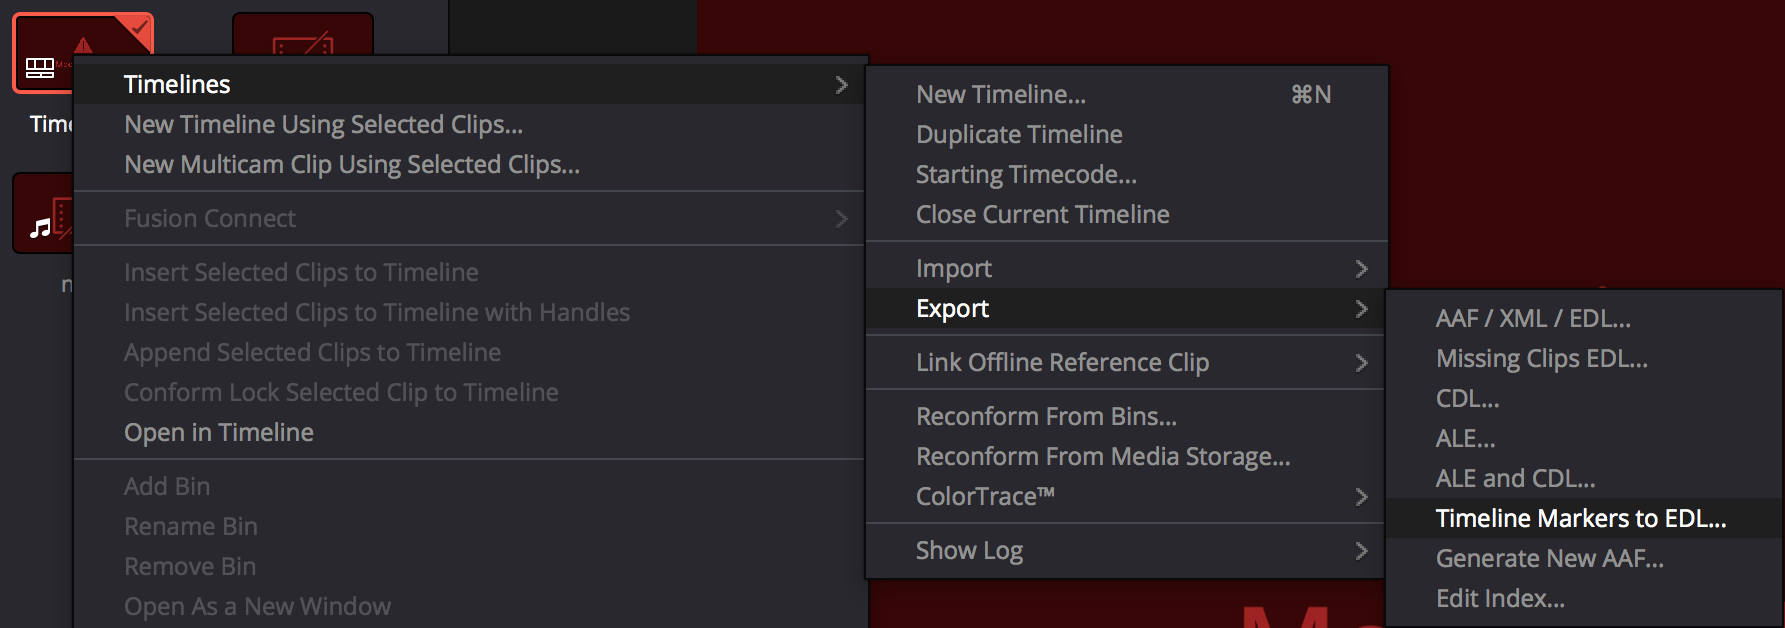 Timelines
New Timeline Using Selected Clips...
New Multicam Clip Using Selected Clips...
Fusion Connect
Insert Selected Clips to Timeline
Insert Selected Clips to Timeline with Handles
Append Selected Clips to Timeline
Conform Lock Selected Clip to Timeline
Open in Timeline
Add Bin
Rename Bin
Remove Bin
Open As a New Window
New Timeline... ⌘N
Duplicate Timeline
Starting Timecode...
Close Current Timeline
Import
Export
Link Offline Reference Clip
Reconform From Bins...
Reconform From Media Storage...
ColorTrace™
Show Log
AAF / XML / EDL...
Missing Clips EDL...
CDL...
ALE...
ALE and CDL...
Timeline Markers to EDL...
Generate New AAF...
Edit Index...